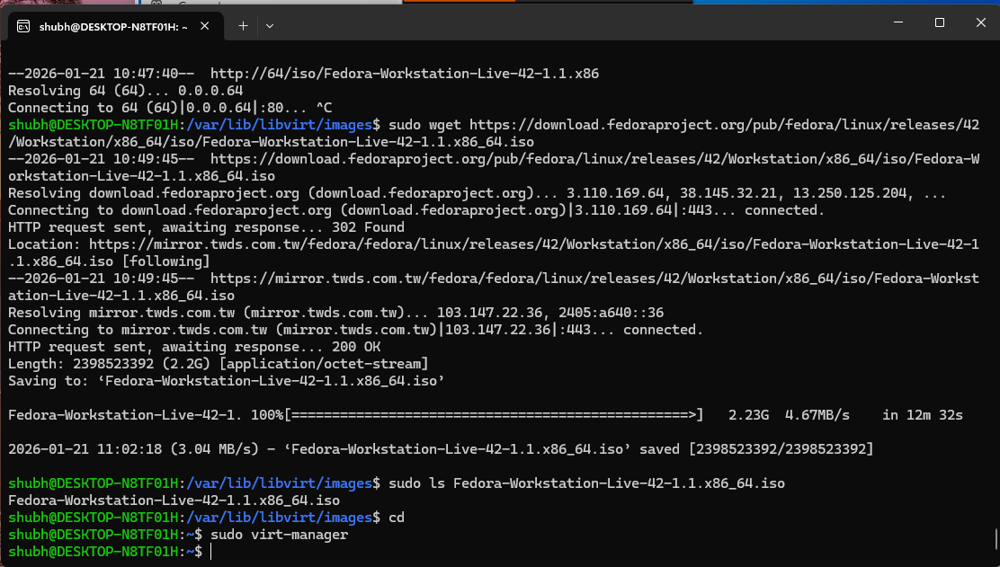 shubh@DESKTOP-N8TF01H: ~
--2026-01-21 10:47:40--  http://64/iso/Fedora-Workstation-Live-42-1.1.x86
Resolving 64 (64)... 0.0.0.64
Connecting to 64 (64)|0.0.0.64|:80... ^C
shubh@DESKTOP-N8TF01H:/var/lib/libvirt/images$ sudo wget https://download.fedoraproject.org/pub/fedora/linux/releases/42
/Workstation/x86_64/iso/Fedora-Workstation-Live-42-1.1.x86_64.iso
--2026-01-21 10:49:45--  https://download.fedoraproject.org/pub/fedora/linux/releases/42/Workstation/x86_64/iso/Fedora-W
orkstation-Live-42-1.1.x86_64.iso
Resolving download.fedoraproject.org (download.fedoraproject.org)... 3.110.169.64, 38.145.32.21, 13.250.125.204, ...
Connecting to download.fedoraproject.org (download.fedoraproject.org)|3.110.169.64|:443... connected.
HTTP request sent, awaiting response... 302 Found
Location: https://mirror.twds.com.tw/fedora/fedora/linux/releases/42/Workstation/x86_64/iso/Fedora-Workstation-Live-42-1
.1.x86_64.iso [following]
--2026-01-21 10:49:45--  https://mirror.twds.com.tw/fedora/fedora/linux/releases/42/Workstation/x86_64/iso/Fedora-Workst
ation-Live-42-1.1.x86_64.iso
Resolving mirror.twds.com.tw (mirror.twds.com.tw)... 103.147.22.36, 2405:a640::36
Connecting to mirror.twds.com.tw (mirror.twds.com.tw)|103.147.22.36|:443... connected.
HTTP request sent, awaiting response... 200 OK
Length: 2398523392 (2.2G) [application/octet-stream]
Saving to: ‘Fedora-Workstation-Live-42-1.1.x86_64.iso’
Fedora-Workstation-Live-42-1. 100%[=================================================>]   2.23G  4.67MB/s    in 12m 32s
2026-01-21 11:02:18 (3.04 MB/s) - ‘Fedora-Workstation-Live-42-1.1.x86_64.iso’ saved [2398523392/2398523392]
shubh@DESKTOP-N8TF01H:/var/lib/libvirt/images$ sudo ls Fedora-Workstation-Live-42-1.1.x86_64.iso
Fedora-Workstation-Live-42-1.1.x86_64.iso
shubh@DESKTOP-N8TF01H:/var/lib/libvirt/images$ cd
shubh@DESKTOP-N8TF01H:~$ sudo virt-manager
shubh@DESKTOP-N8TF01H:~$